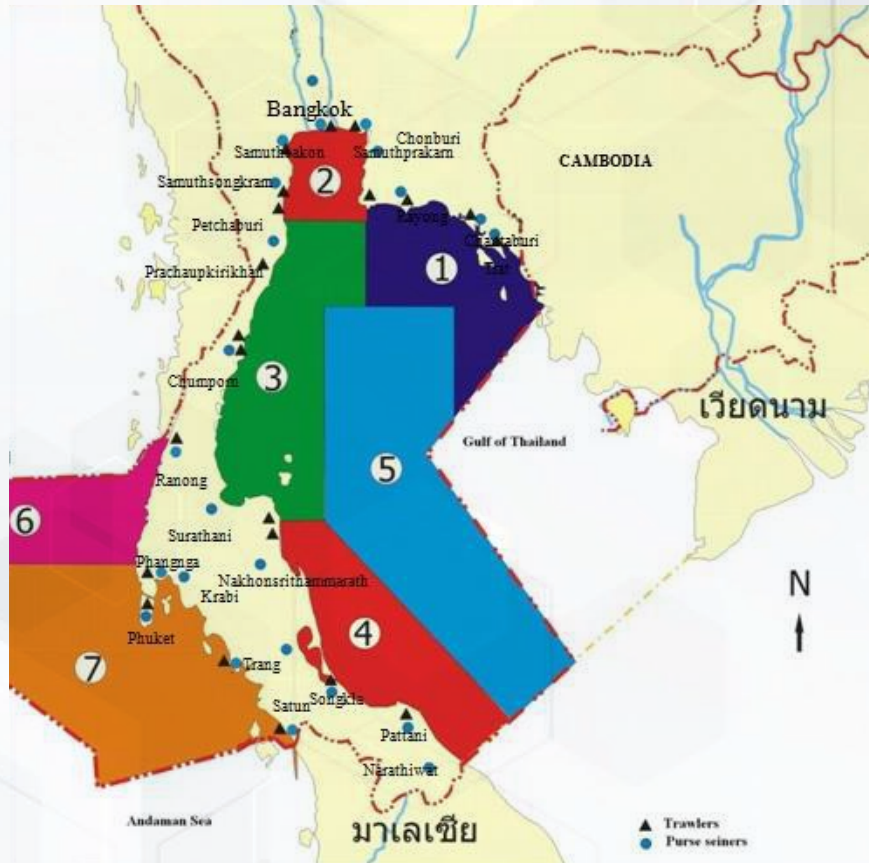 Bangkok
Chonburi
Samuthsakon
Samuthprakarn
CAMBODIA
2
Samuthsongkram
Rayong
Petchaburi
Chantaburi
1
Trat
Prachaupkirikhan
3
Chumporn
เวียดนาม
Gulf of Thailand
5
Ranong
6
Surathani
Phangnga
Nakhonsrithammarath
N
Krabi
Phuket
4
7
Trang
Songkla
Satun
Pattani
Narathiwat
Andaman Sea
มาเลเซีย
Trawlers
Purse seiners